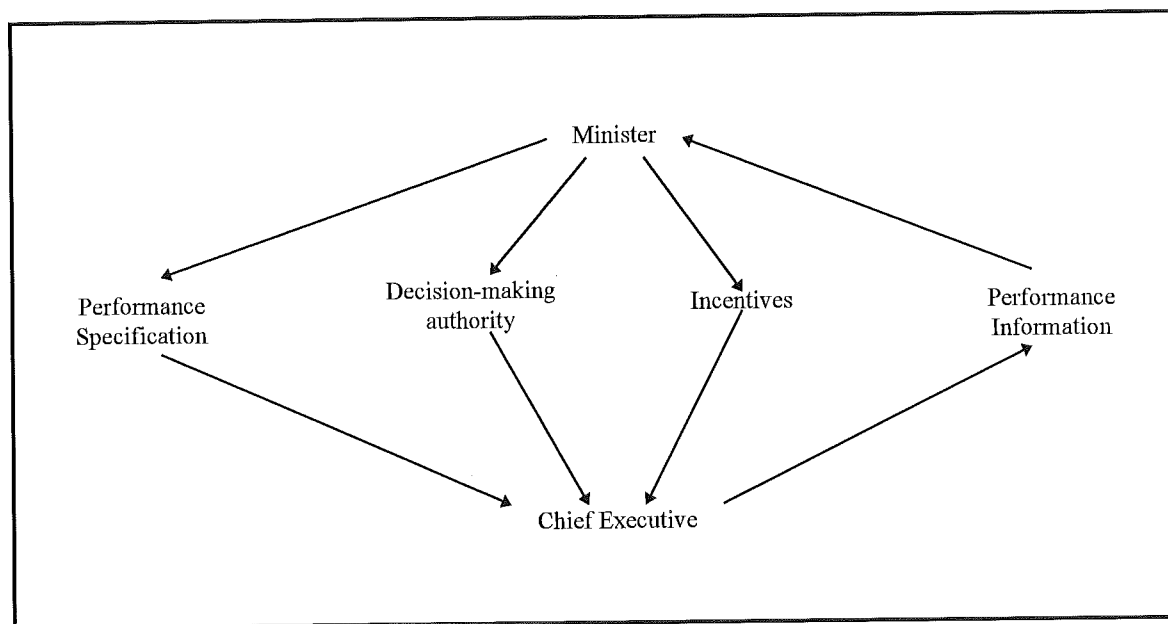 Minister
Performance
Specification
Decision-making
authority
Incentives
Performance
Information
Chief Executive